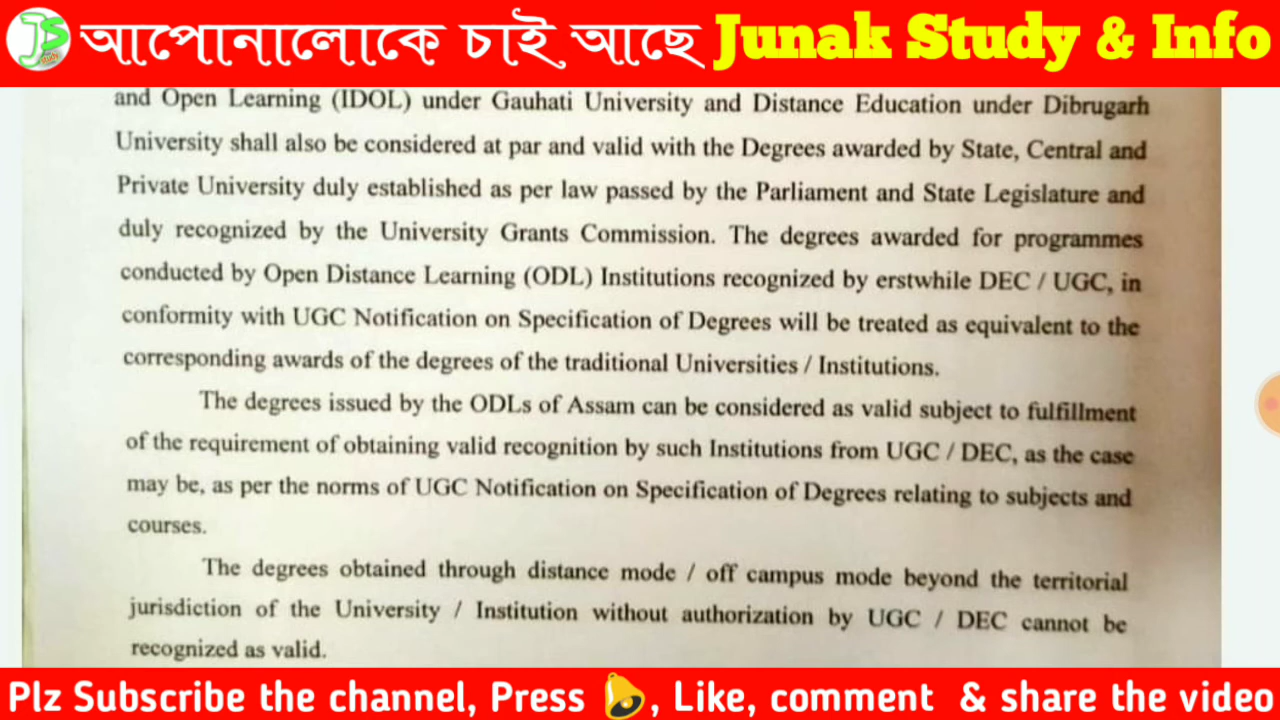 JS
আপোনালোকে চাই আছে Junak Study & Info
and Open Learning (IDOL) under Gauhati University and Distance Education under Dibrugarh
University shall also be considered at par and valid with the Degrees awarded by State, Central and
Private University duly established as per law passed by the Parliament and State Legislature and
duly recognized by the University Grants Commission. The degrees awarded for programmes
conducted by Open Distance Learning (ODL) Institutions recognized by erstwhile DEC / UGC, in
conformity with UGC Notification on Specification of Degrees will be treated as equivalent to the
corresponding awards of the degrees of the traditional Universities / Institutions.
The degrees issued by the ODLs of Assam can be considered as valid subject to fulfillment
of the requirement of obtaining valid recognition by such Institutions from UGC / DEC, as the case
may be, as per the norms of UGC Notification on Specification of Degrees relating to subjects and
courses.
The degrees obtained through distance mode / off campus mode beyond the territorial
jurisdiction of the University / Institution without authorization by UGC / DEC cannot be
recognized as valid.
Plz Subscribe the channel, Press 🔔, Like, comment & share the video